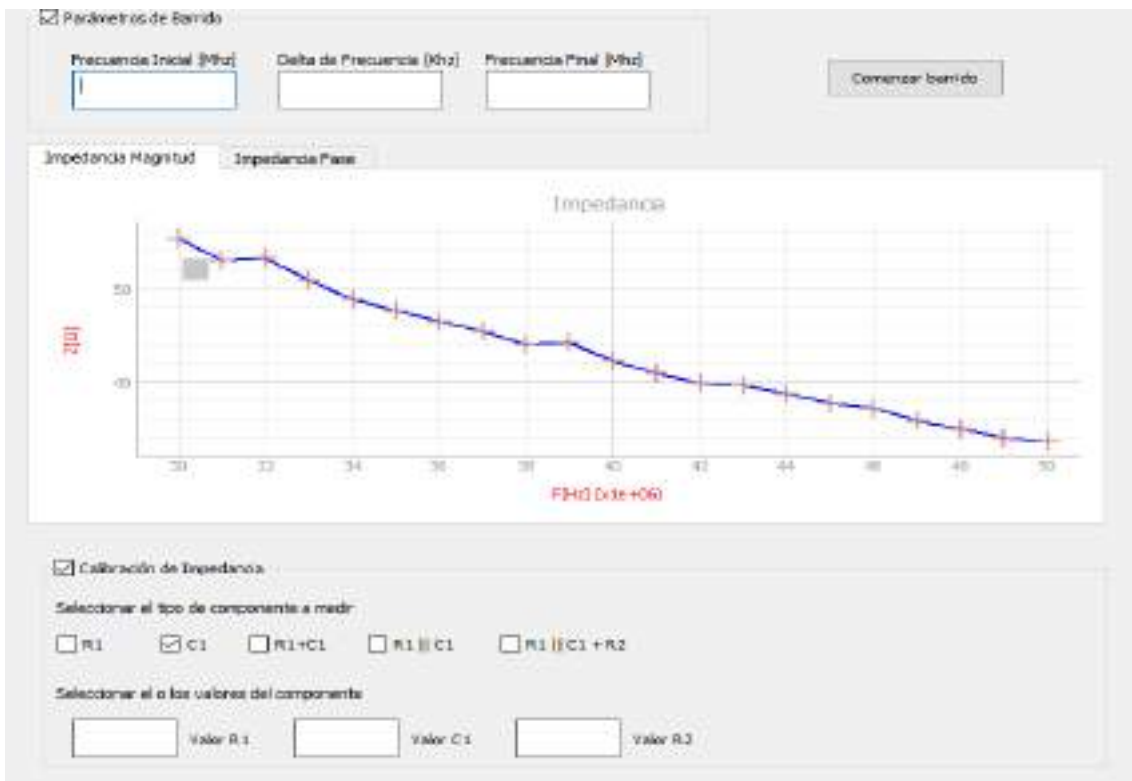 Parámetros de Barrido
Frecuencia Inicial [Mhz] Delta de Frecuencia [Khz] Frecuencia Final [Mhz]
Comenzar barrido
Impedancia Magnitud Impedancia Fase
Impedancia
50
40
Z[Ω]
30 32 34 36 38 40 42 44 46 48 50
F[Hz] (x1e+06)
Calibración de Impedancia
Seleccionar el tipo de componente a medir
R1 C1 R1+C1 R1 || C1 R1 || C1 + R2
Seleccionar el o los valores del componente
Valor R1 Valor C1 Valor R2